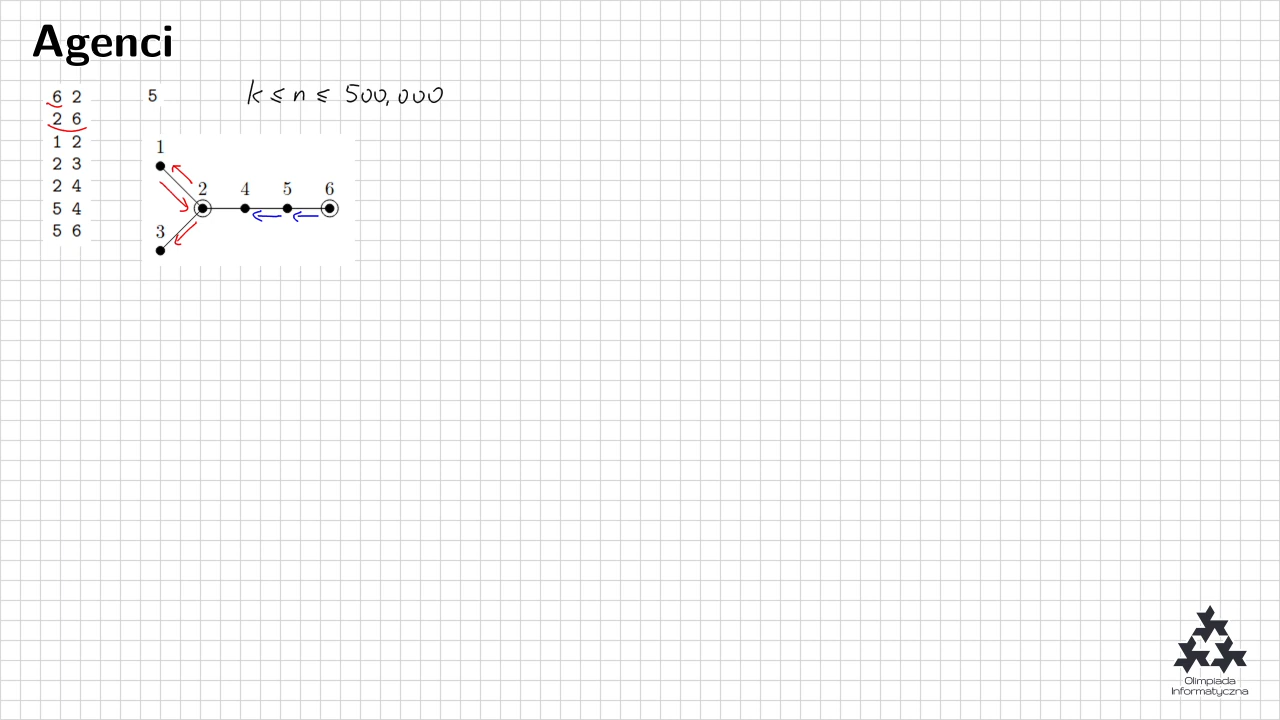 Agenci
6 2
2 6
1 2
2 3
2 4
5 4
5 6
5
k ≤ n ≤ 500,000
1
2 4 5 6
3
Olimpiada
Informatyczna